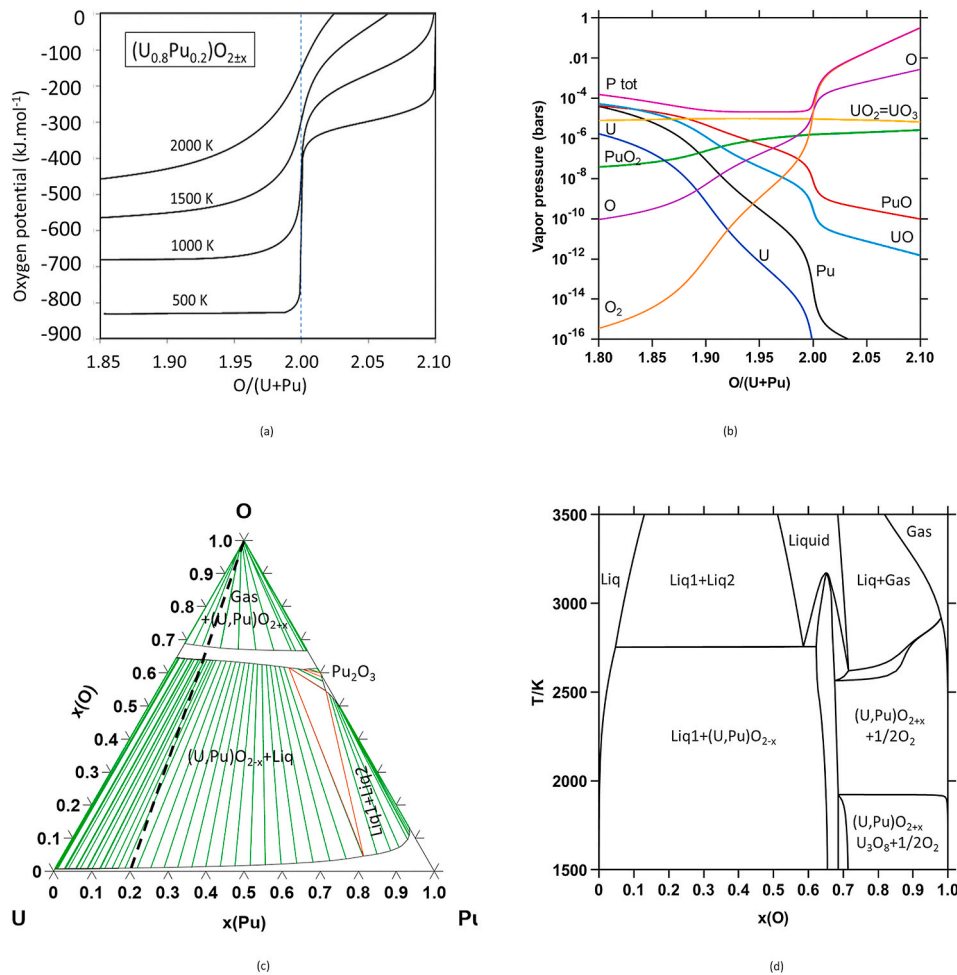 0
-100
-200
-300
-400
-500
-600
-700
-800
-900
Oxygen potential (kJ.mol⁻¹)
(U₀.₈Pu₀.₂)O₂±ₓ
2000 K
1500 K
1000 K
500 K
1.85 1.90 1.95 2.00 2.05 2.10
O/(U+Pu)
(a)
1
.01
10⁻⁴
10⁻⁶
10⁻⁸
10⁻¹⁰
10⁻¹²
10⁻¹⁴
10⁻¹⁶
Vapor pressure (bars)
O
P tot
UO₂=UO₃
U
PuO₂
O
PuO
UO
U
Pu
O₂
1.80 1.85 1.90 1.95 2.00 2.05 2.10
O/(U+Pu)
(b)
O
1.0
0.9
0.8
0.7
0.6
0.5
0.4
0.3
0.2
0.1
0
x(O)
Gas
+(U,Pu)O₂₊ₓ
Pu₂O₃
(U,Pu)O₂₋ₓ+Liq
Liq1+Liq2
0 0.1 0.2 0.3 0.4 0.5 0.6 0.7 0.8 0.9 1.0
U
x(Pu)
Pu
(c)
3500
3000
2500
2000
1500
T/K
Liq
Liq1+Liq2
Liquid
Liq+Gas
Gas
Liq1+(U,Pu)O₂₋ₓ
(U,Pu)O₂₊ₓ
+1/2O₂
(U,Pu)O₂₊ₓ
U₃O₈+1/2O₂
0 0.1 0.2 0.3 0.4 0.5 0.6 0.7 0.8 0.9 1.0
x(O)
(d)